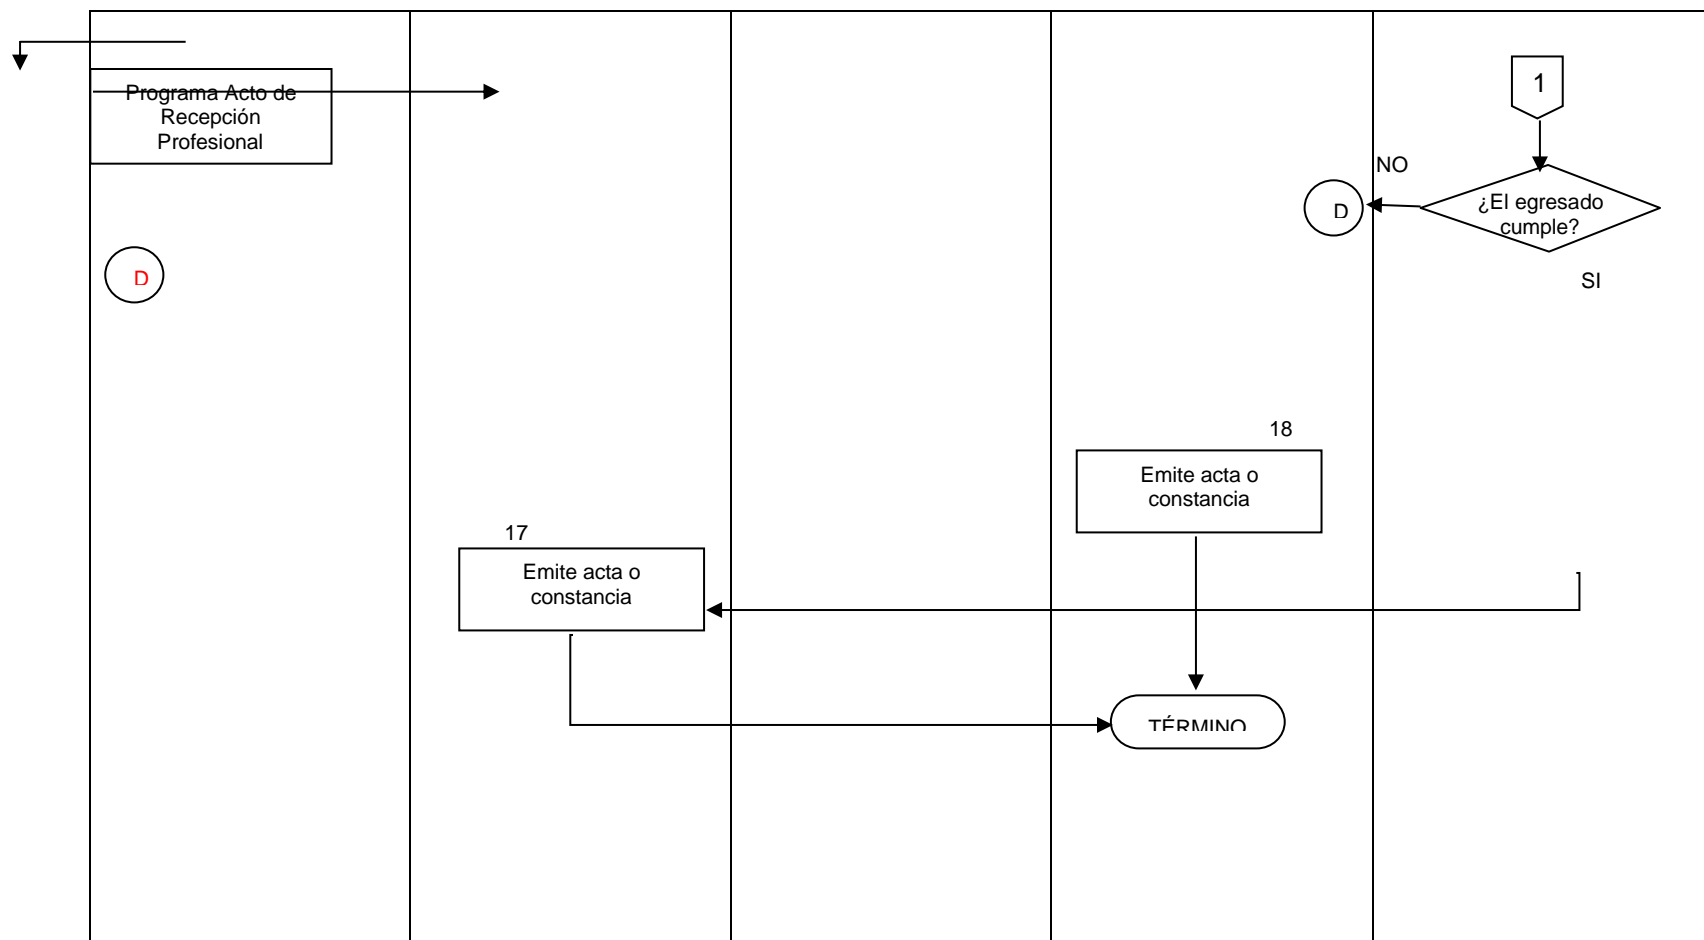 1
Programa Acto de
Recepción
Profesional
NO
¿El egresado
cumple?
D
D
SI
18
Emite acta o
constancia
17
Emite acta o
constancia
TÉRMINO